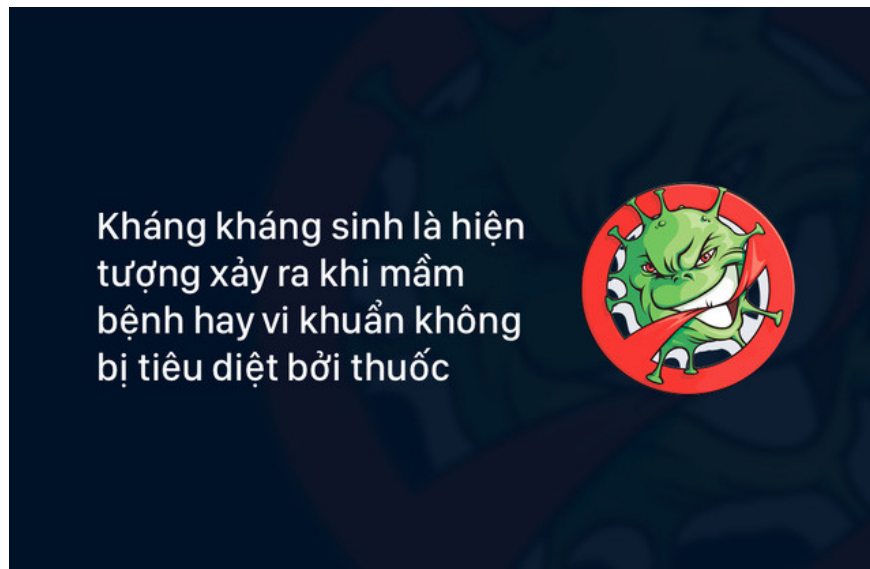 Kháng kháng sinh là hiện
tượng xảy ra khi mầm
bệnh hay vi khuẩn không
bị tiêu diệt bởi thuốc